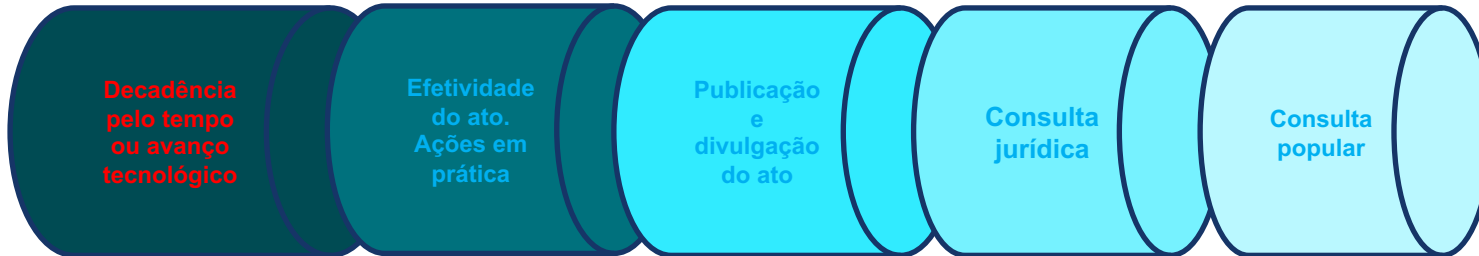 Decadência
pelo tempo
ou avanço
tecnológico
Efetividade
do ato.
Ações em
prática
Publicação
e
divulgação
do ato
Consulta
jurídica
Consulta
popular